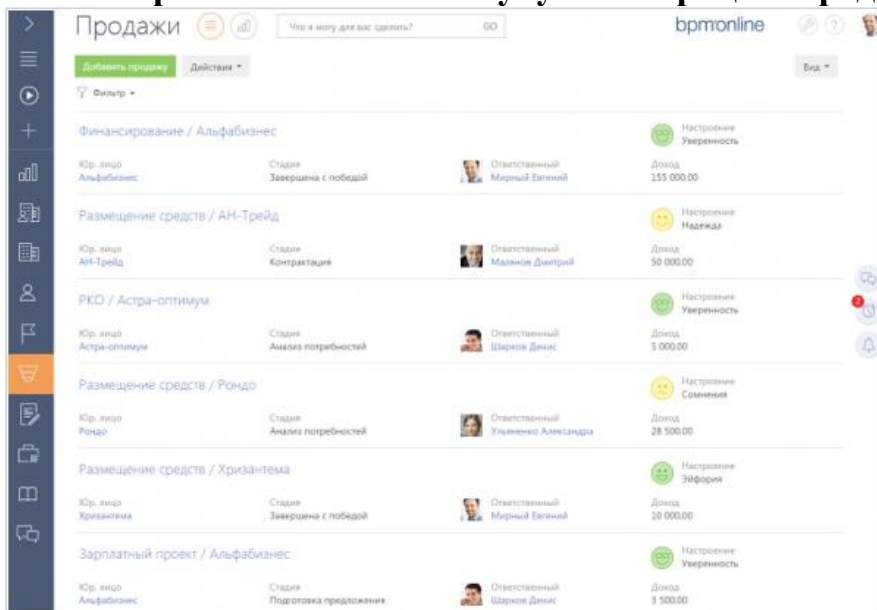 Продажи
Что я могу для вас сделать?
GO
bpm'online
Добавить продажу
Действия
Вид
Фильтр
Финансирование / Альфабизнес
Настроение
Уверенность
Юр. лицо
Стадия
Ответственный
Доход
Альфабизнес
Завершена с победой
Мирный Евгений
155 000.00
Размещение средств / АН-Трейд
Настроение
Надежда
Юр. лицо
Стадия
Ответственный
Доход
АН-Трейд
Контрактация
Малянов Дмитрий
50 000.00
РКО / Астра-оптимум
Настроение
Уверенность
Юр. лицо
Стадия
Ответственный
Доход
Астра-оптимум
Анализ потребностей
Шарков Денис
5 000.00
2
Размещение средств / Рондо
Настроение
Сомнения
Юр. лицо
Стадия
Ответственный
Доход
Рондо
Анализ потребностей
Ульяненко Александра
28 500.00
Размещение средств / Хризантема
Настроение
Эйфория
Юр. лицо
Стадия
Ответственный
Доход
Хризантема
Завершена с победой
Мирный Евгений
10 000.00
Зарплатный проект / Альфабизнес
Настроение
Уверенность
Юр. лицо
Стадия
Ответственный
Доход
Альфабизнес
Подготовка предложения
Шарков Денис
3 500.00